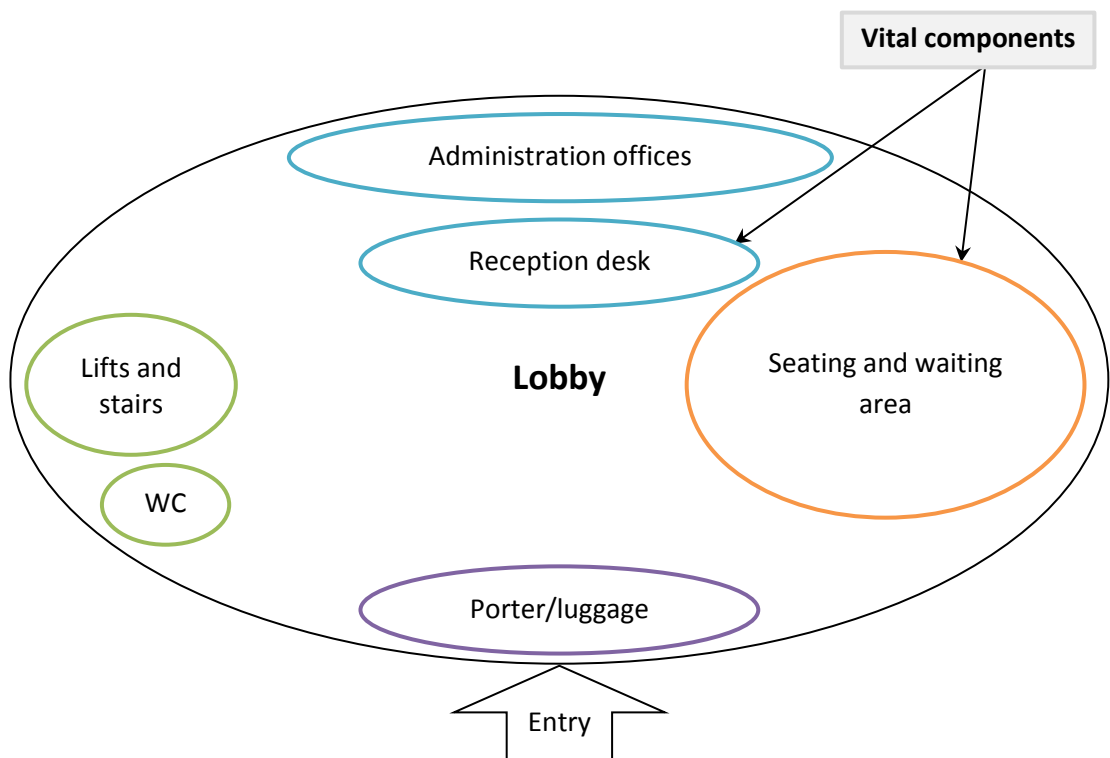 Vital components
Administration offices
Reception desk
Lifts and
stairs
Lobby
Seating and waiting
area
WC
Porter/luggage
Entry